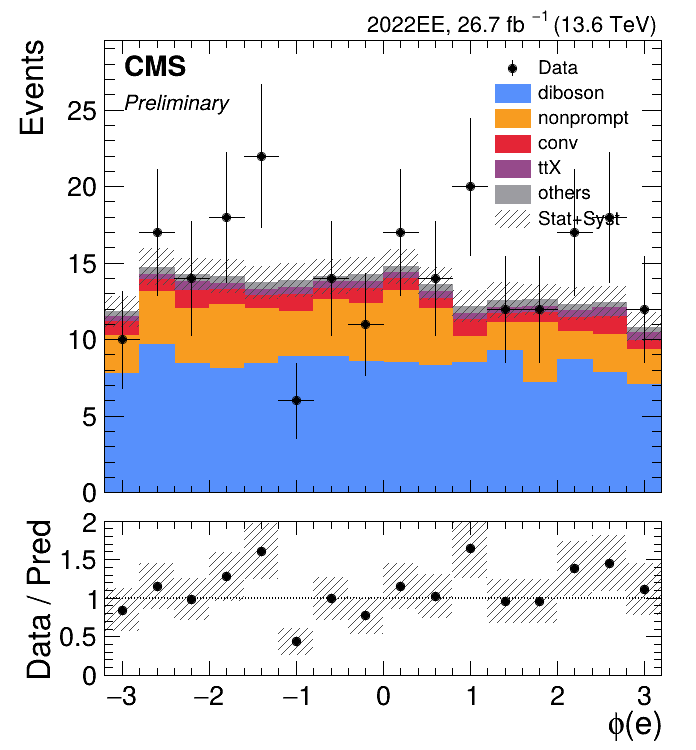 2022EE, 26.7 fb⁻¹ (13.6 TeV)
CMS
Preliminary
Events
25
20
15
10
5
0
Data
diboson
nonprompt
conv
ttX
others
Stat+Syst
Data / Pred
2
1.5
1
0.5
0
−3 −2 −1 0 1 2 3
ϕ(e)